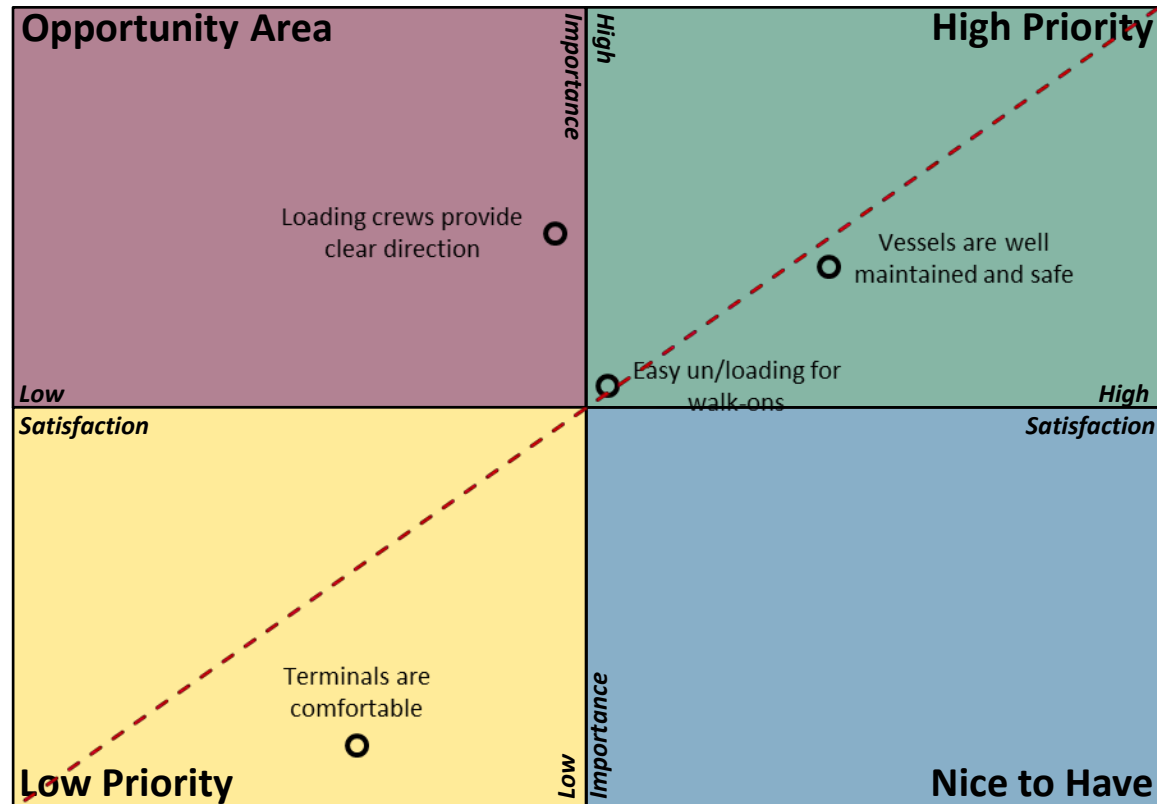 Opportunity Area
Importance
High
High Priority
Loading crews provide
clear direction
Vessels are well
maintained and safe
Easy un/loading for
walk-ons
Low
High
Satisfaction
Satisfaction
Terminals are
comfortable
Low Priority
Low
Importance
Nice to Have